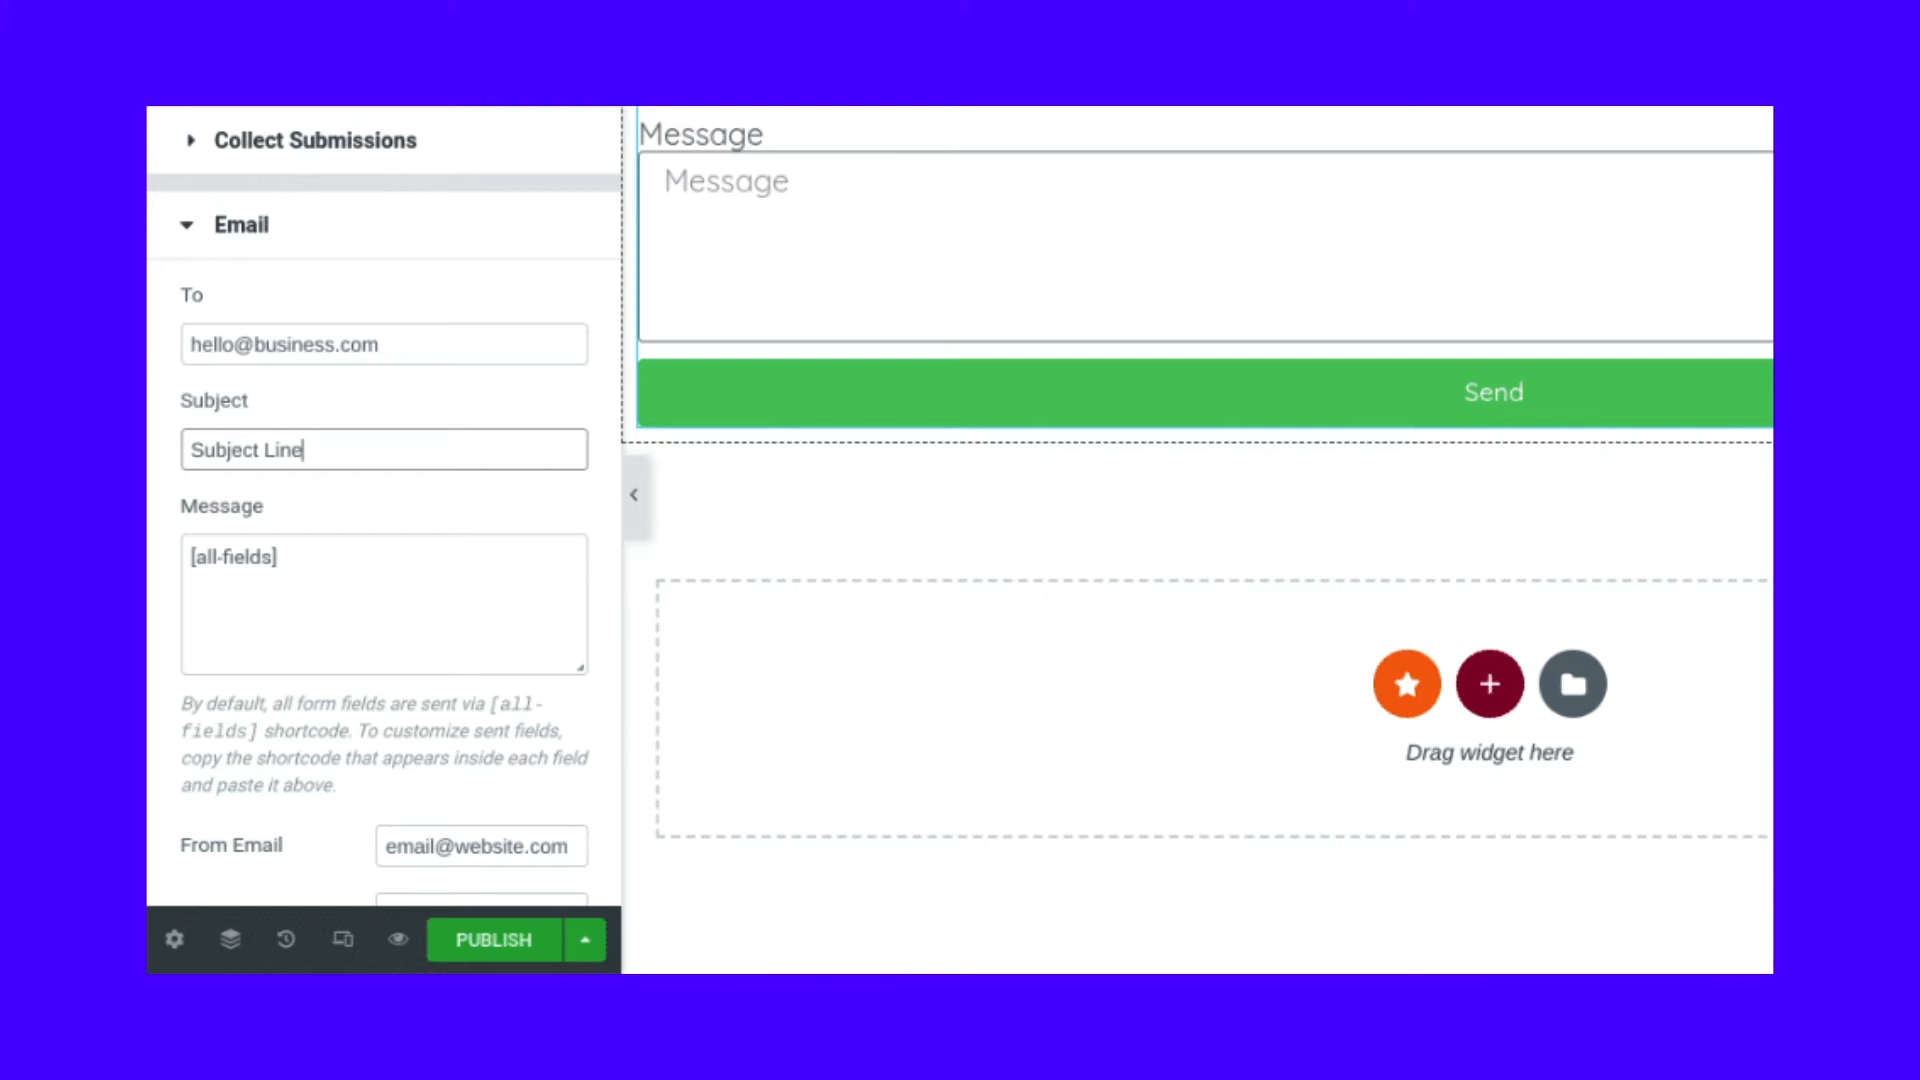 Collect Submissions
Email
To
hello@business.com
Subject
Subject Line
Message
[all-fields]
By default, all form fields are sent via [all-
fields] shortcode. To customize sent fields,
copy the shortcode that appears inside each field
and paste it above.
From Email
email@website.com
PUBLISH
Message
Message
Send
Drag widget here